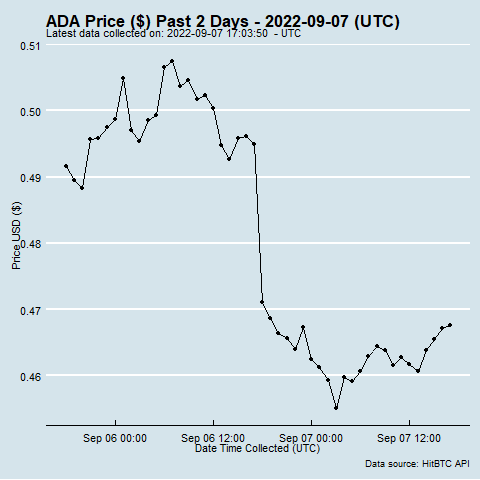 ADA Price ($) Past 2 Days - 2022-09-07 (UTC)
Latest data collected on: 2022-09-07 17:03:50 - UTC
0.51
0.50
0.49
0.48
0.47
0.46
Price USD ($)
Sep 06 00:00
Sep 06 12:00
Sep 07 00:00
Sep 07 12:00
Date Time Collected (UTC)
Data source: HitBTC API